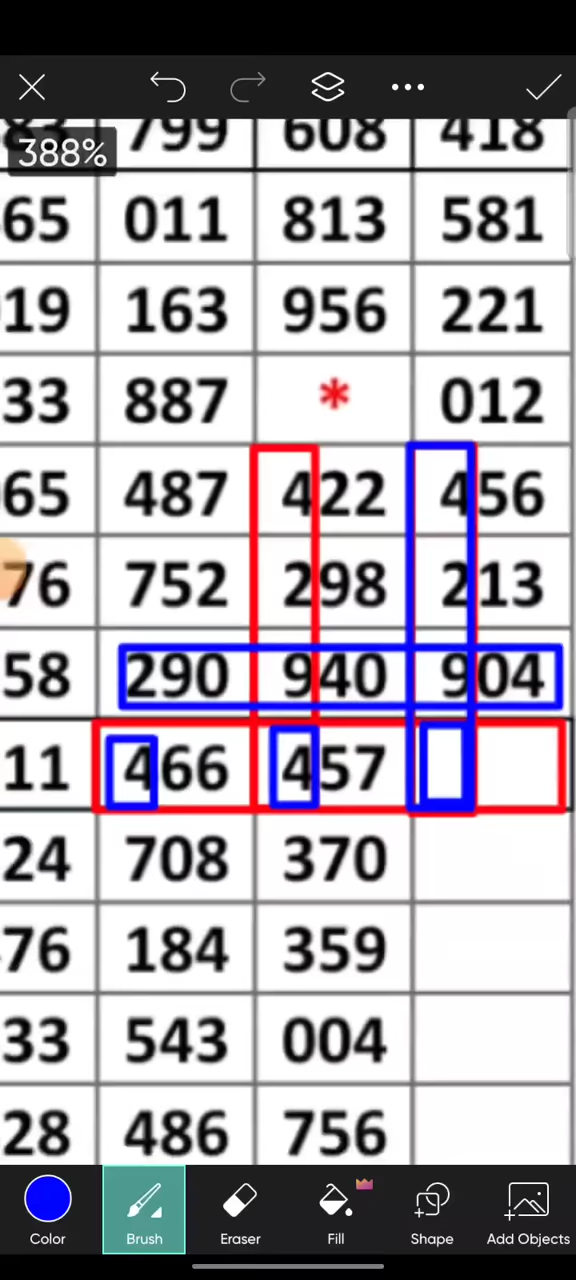 83 799 608 418
388%
65 011 813 581
19 163 956 221
33 887 * 012
65 487 422 456
76 752 298 213
58 290 940 904
11 466 457
24 708 370
76 184 359
33 543 004
28 486 756
Color Brush Eraser Fill Shape Add Objects